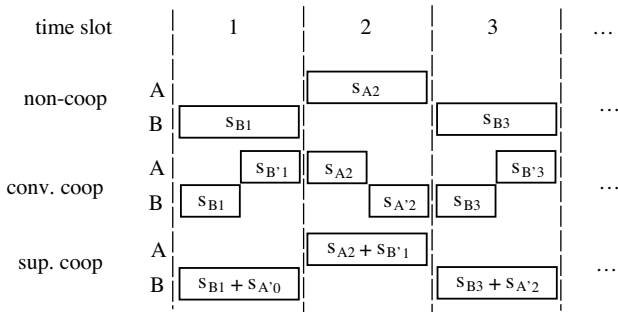 time slot 1 2 3 ...
non-coop A s_A2 ...
B s_B1 s_B3
conv. coop A s_B'1 s_A2 s_B'3 ...
B s_B1 s_A'2 s_B3
sup. coop A s_A2 + s_B'1 ...
B s_B1 + s_A'0 s_B3 + s_A'2